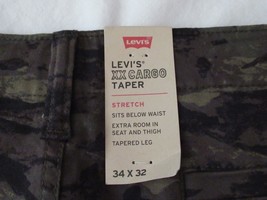 Levi's
LEVI'S®
XX CARGO
TAPER
STRETCH
SITS BELOW WAIST
EXTRA ROOM IN
SEAT AND THIGH
TAPERED LEG
34 X 32